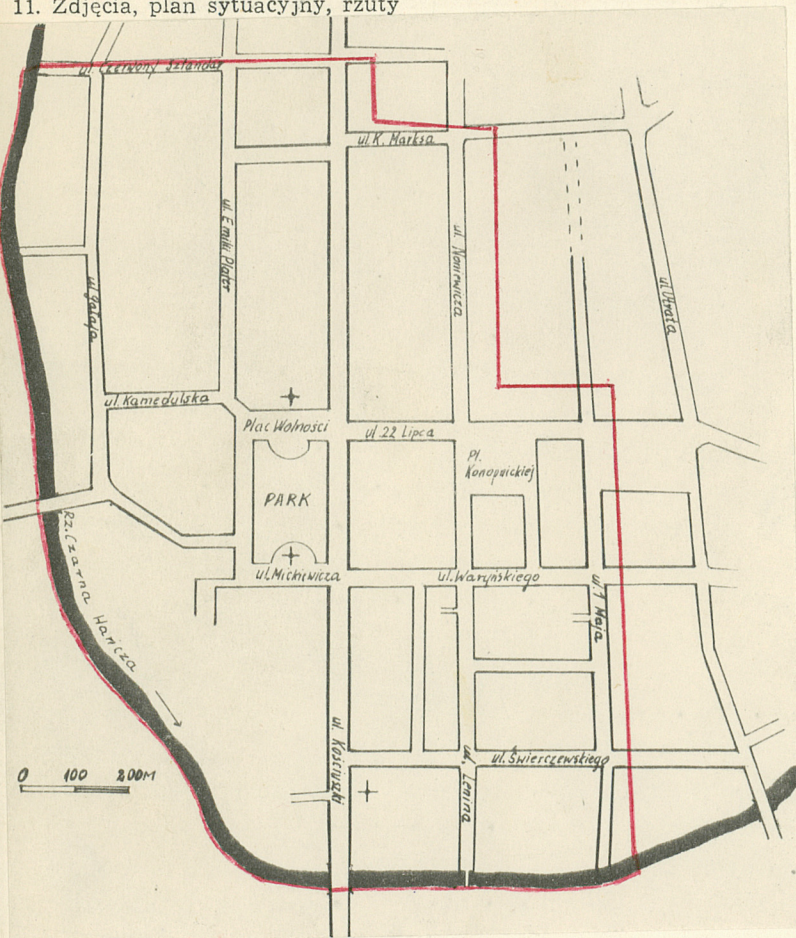 11. Zdjęcia, plan sytuacyjny, rzuty
ul. Czerwony Sztandar
ul. K. Marksa
ul. Emilii Plater
ul. Noniewicza
ul. Gałaja
ul. Utrata
ul. Kamedulska
Plac Wolności
ul. 22 Lipca
Pl.
Konopnickiej
PARK
Rz. Czarna Hańcza
ul. Mickiewicza
ul. Waryńskiego
ul. 1 Maja
ul. Kościuszki
ul. Lenina
ul. Świerczewskiego
0 100 200M